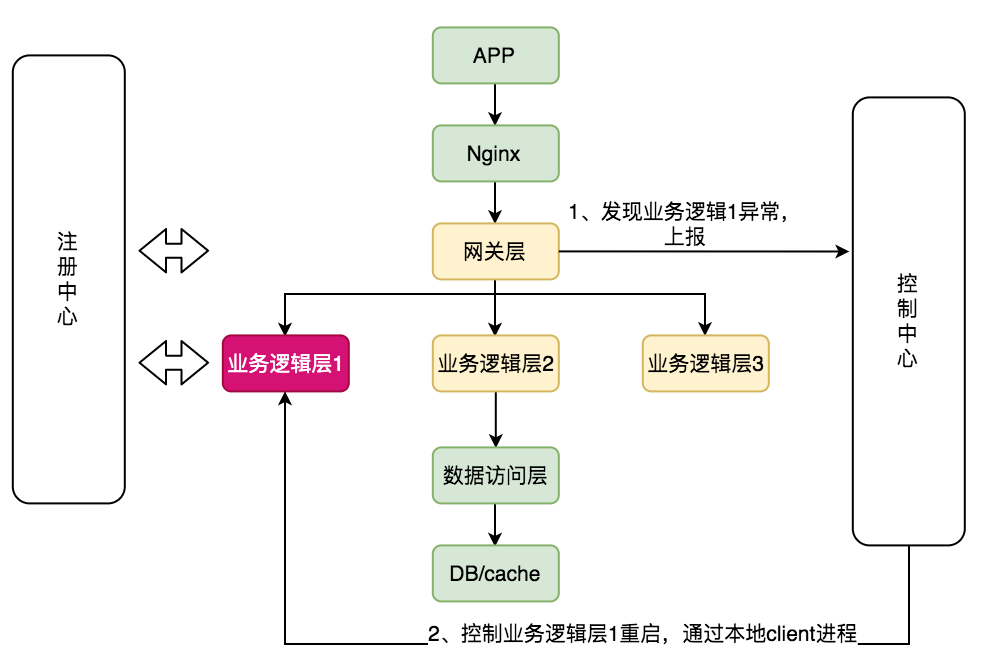 APP
Nginx
1、发现业务逻辑1异常，
上报
网关层
注
册
中
心
控
制
中
心
业务逻辑层1
业务逻辑层2
业务逻辑层3
数据访问层
DB/cache
2、控制业务逻辑层1重启，通过本地client进程